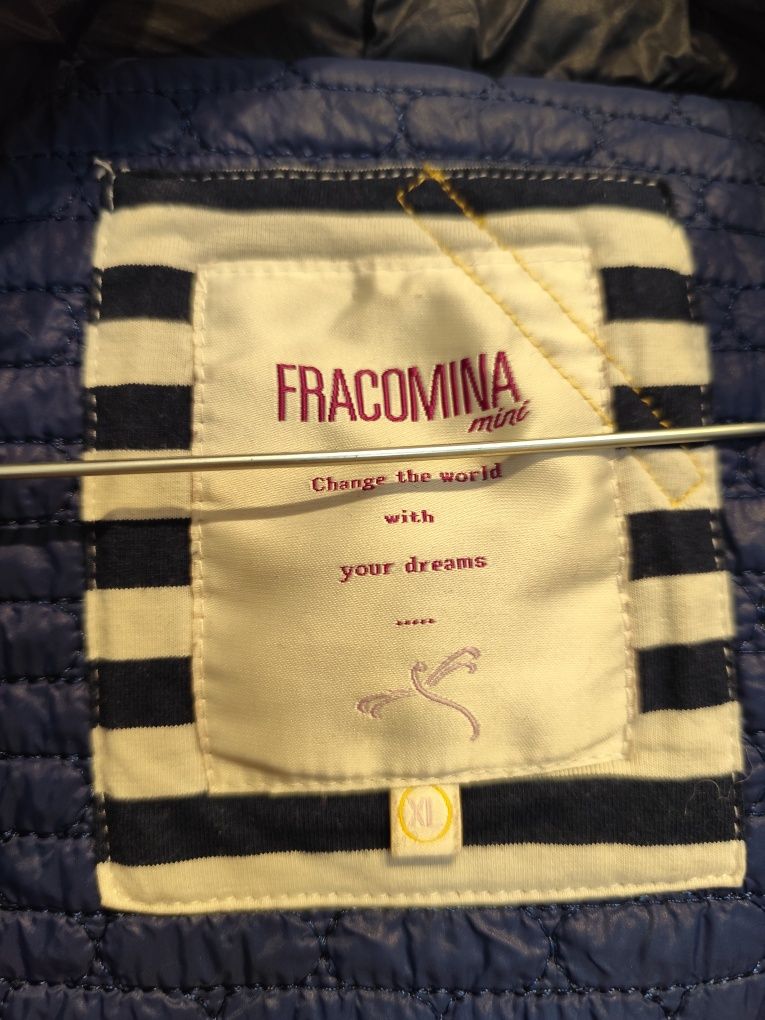 FRACOMINA
mini
Change the world
with
your dreams
.....
XL